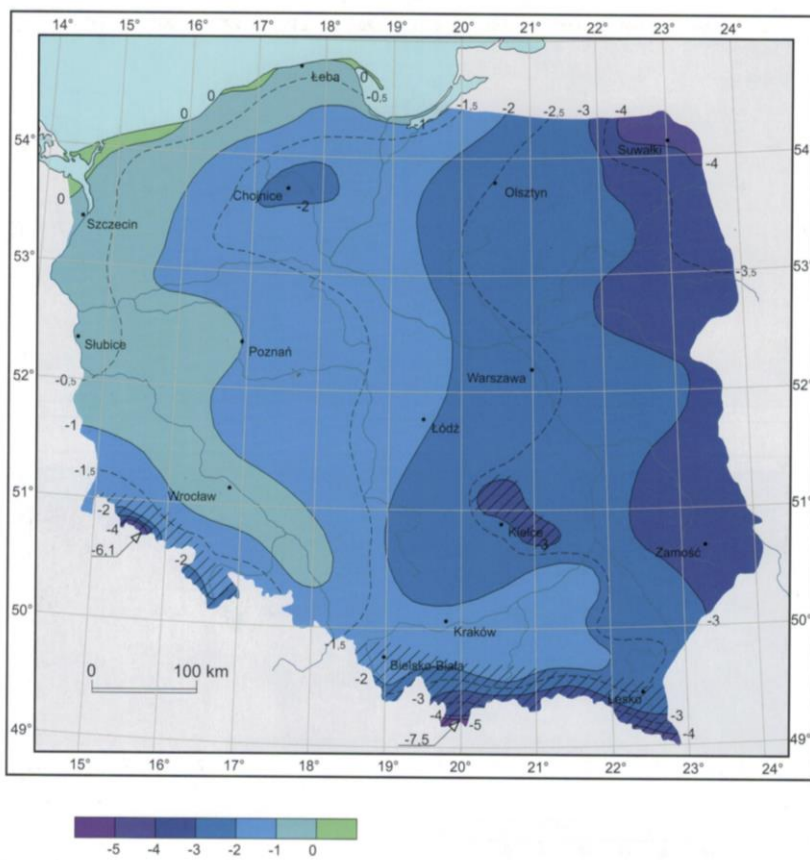 14° 15° 16° 17° 18° 19° 20° 21° 22° 23° 24°
0
Łeba
0
-0,5
0
-1,5
-2
-2,5
-3
-4
-1
54°
54
Suwałki
-4
Chojnice
-2
Olsztyn
0
Szczecin
53°
53°
-3,5
Słubice
Poznań
Warszawa
52°
52°
-0,5
-1
Łódź
-1,5
Wrocław
51°
51°
-2
-4
-6.1
-2
Kielce
-3
Zamość
50°
50°
-3
Kraków
-1,5
Bielsko-Biała
0 100 km
-2
-3
Lesko
-4
-5
-7.5
-3
-4
49°
49°
15° 16° 17° 18° 19° 20° 21° 22° 23° 24°
-5 -4 -3 -2 -1 0